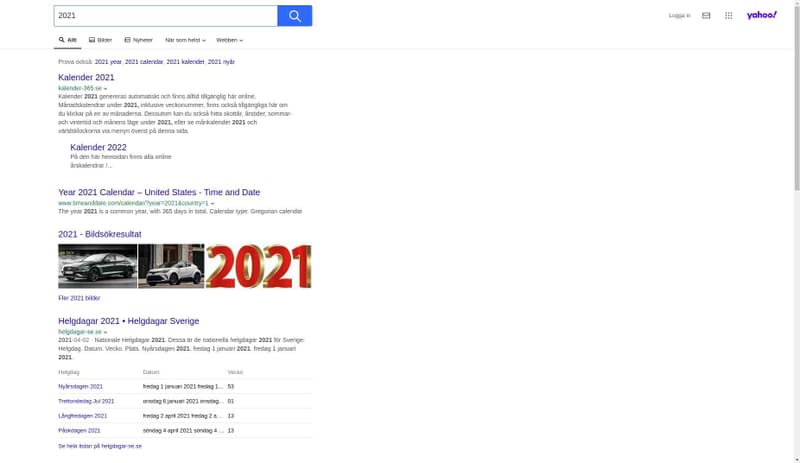 2021
Logga in
yahoo!
Allt
Bilder
Nyheter
När som helst
Webben
Prova också: 2021 year, 2021 calendar, 2021 kalender, 2021 nyår
Kalender 2021
kalender-365.se
Kalender 2021 genereras automatiskt och finns alltid tillgänglig här online.
Månadskalendrar under 2021, inklusive veckonummer, finns också tillgängliga här om
du klickar på en av månaderna. Dessutom kan du också hitta skottår, årstider, sommar-
och vintertid och månens läge under 2021, eller se månkalender 2021 och
världsklockorna via menyn överst på denna sida.
Kalender 2022
På den här hemsidan finns alla online
årskalendrar /...
Year 2021 Calendar – United States - Time and Date
www.timeanddate.com/calendar/?year=2021&country=1
The year 2021 is a common year, with 365 days in total. Calendar type: Gregorian calendar
2021 - Bildsökresultat
2021
Fler 2021 bilder
Helgdagar 2021 • Helgdagar Sverige
helgdagar-se.se
2021-04-02 · Nationale Helgdagar 2021. Dessa är de nationella helgdagar 2021 för Sverige:
Helgdag. Datum. Vecko. Plats. Nyårsdagen 2021. fredag 1 januari 2021. fredag 1 januari
2021.
Helgdag Datum Vecko
Nyårsdagen 2021 fredag 1 januari 2021 fredag 1... 53
Trettondedag Jul 2021 onsdag 6 januari 2021 onsdag... 01
Långfredagen 2021 fredag 2 april 2021 fredag 2 a... 13
Påskdagen 2021 söndag 4 april 2021 söndag 4 ... 13
Se hela listan på helgdagar-se.se